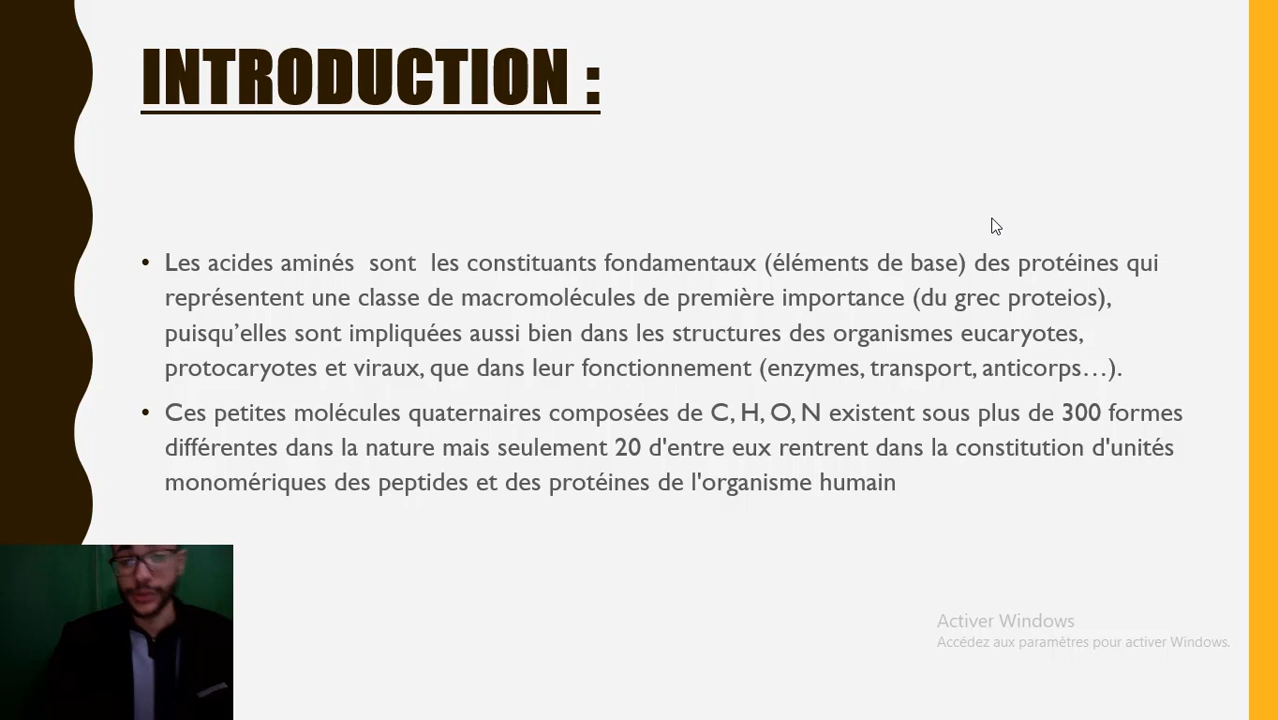 INTRODUCTION :
• Les acides aminés sont les constituants fondamentaux (éléments de base) des protéines qui
représentent une classe de macromolécules de première importance (du grec proteios),
puisqu’elles sont impliquées aussi bien dans les structures des organismes eucaryotes,
protocaryotes et viraux, que dans leur fonctionnement (enzymes, transport, anticorps…).
• Ces petites molécules quaternaires composées de C, H, O, N existent sous plus de 300 formes
différentes dans la nature mais seulement 20 d'entre eux rentrent dans la constitution d'unités
monomériques des peptides et des protéines de l'organisme humain
Activer Windows
Accédez aux paramètres pour activer Windows.